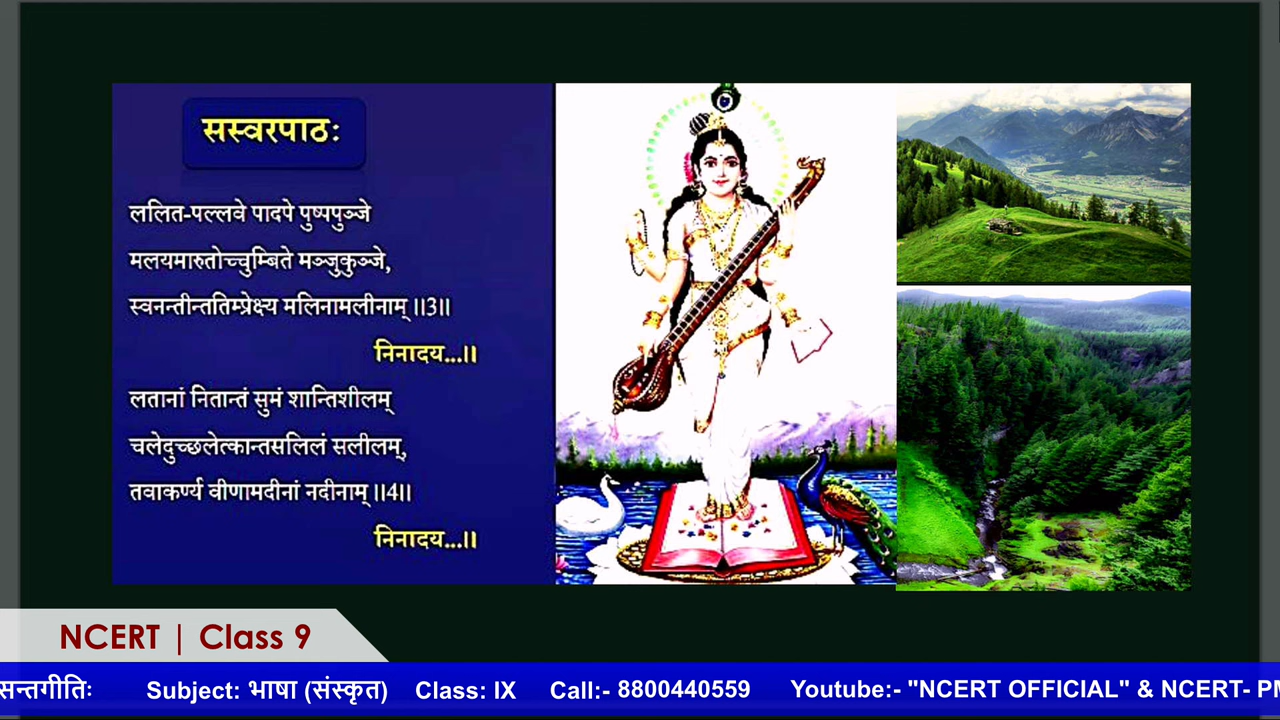 सस्वरपाठः
ललित-पल्लवे पादपे पुष्पपुञ्जे
मलयमारुतोच्चुम्बिते मञ्जुकुञ्जे,
स्वनन्तीन्ततिम्प्रेक्ष्य मलिनामलीनाम् ॥3॥
निनादय...॥
लतानां नितान्तं सुमं शान्तिशीलम्
चलेदुच्छलेत्कान्तसलिलं सलीलम्,
तवाकर्ण्य वीणामदीनां नदीनाम् ॥4॥
निनादय...॥
NCERT | Class 9
सन्तगीतिः Subject: भाषा (संस्कृत) Class: IX Call:- 8800440559 Youtube:- "NCERT OFFICIAL" & NCERT- PM